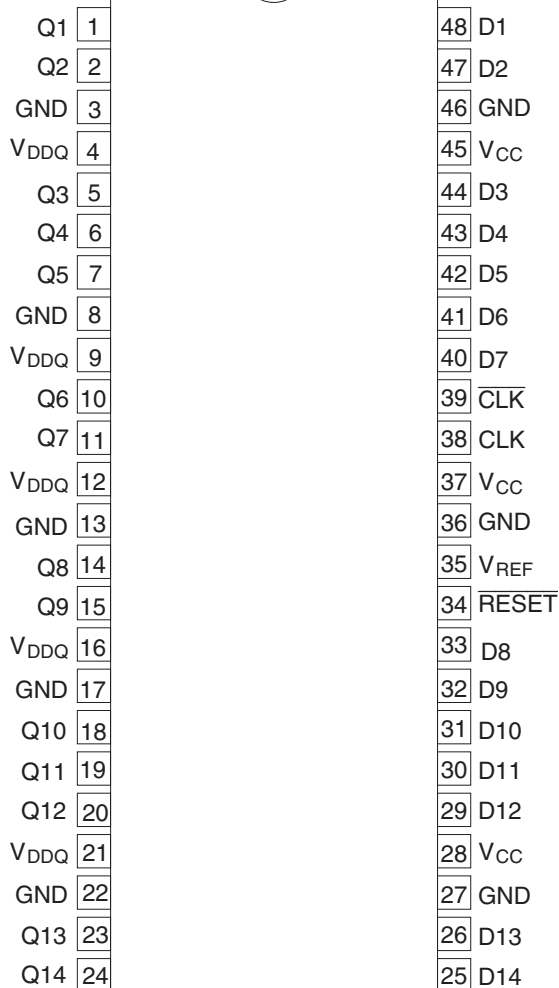 Q1 1 48 D1
Q2 2 47 D2
GND 3 46 GND
VDDQ 4 45 VCC
Q3 5 44 D3
Q4 6 43 D4
Q5 7 42 D5
GND 8 41 D6
VDDQ 9 40 D7
Q6 10 39 C̅L̅K̅
Q7 11 38 CLK
VDDQ 12 37 VCC
GND 13 36 GND
Q8 14 35 VREF
Q9 15 34 R̅E̅S̅E̅T̅
VDDQ 16 33 D8
GND 17 32 D9
Q10 18 31 D10
Q11 19 30 D11
Q12 20 29 D12
VDDQ 21 28 VCC
GND 22 27 GND
Q13 23 26 D13
Q14 24 25 D14